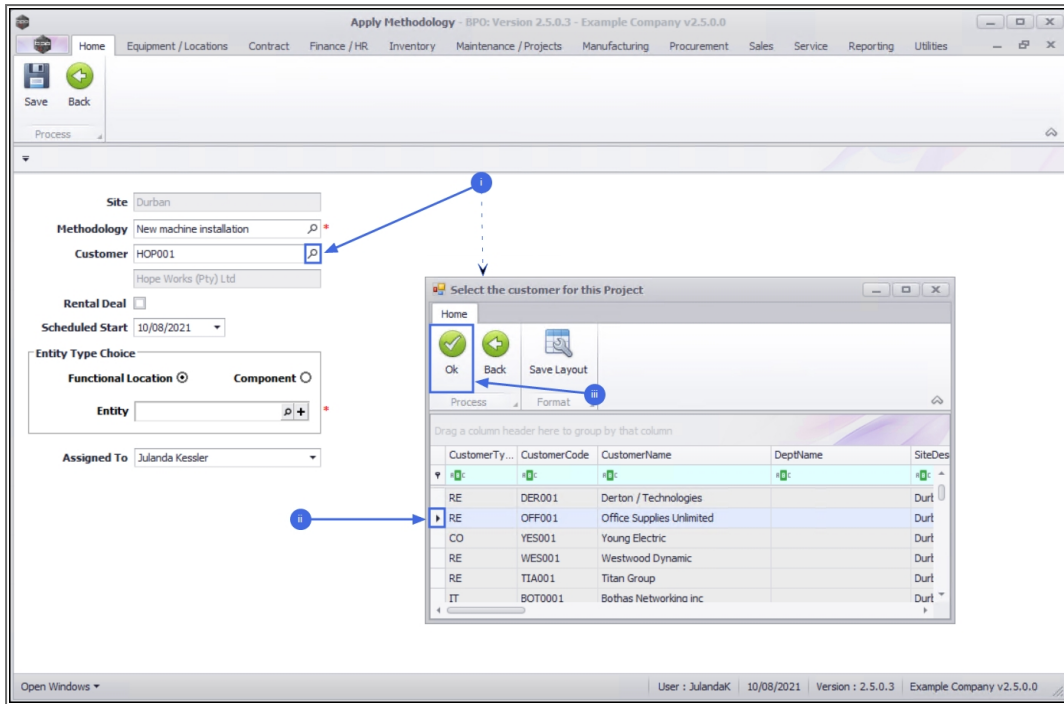 Apply Methodology - BPO: Version 2.5.0.3 - Example Company v2.5.0.0
Home Equipment / Locations Contract Finance / HR Inventory Maintenance / Projects Manufacturing Procurement Sales Service Reporting Utilities
Save Back
Process
i
Site Durban
Methodology New machine installation *
Customer HOP001
Hope Works (Pty) Ltd
Rental Deal
Scheduled Start 10/08/2021
Entity Type Choice
Functional Location Component
Entity *
Assigned To Julanda Kessler
Select the customer for this Project
Home
Ok Back Save Layout
iii
Process Format
Drag a column header here to group by that column
CustomerTy... CustomerCode CustomerName DeptName SiteDes
RE DER001 Derton / Technologies Durb
ii
RE OFF001 Office Supplies Unlimited Durb
CO YES001 Young Electric Durb
RE WES001 Westwood Dynamic Durb
RE TIA001 Titan Group Durb
IT BOT0001 Bothas Networking inc Durb
Open Windows User : JulandaK 10/08/2021 Version : 2.5.0.3 Example Company v2.5.0.0